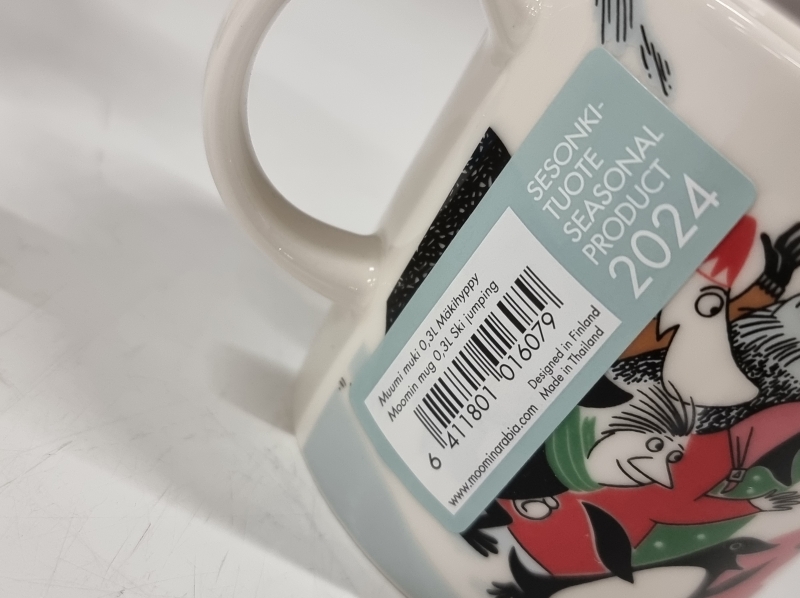 SESONKI-
TUOTE
SEASONAL
PRODUCT
2024
Muumi muki 0,3L Mäkihyppy
Moomin mug 0,3L Ski jumping
6 411801 016079
Designed in Finland
Made in Thailand
www.moominarabia.com